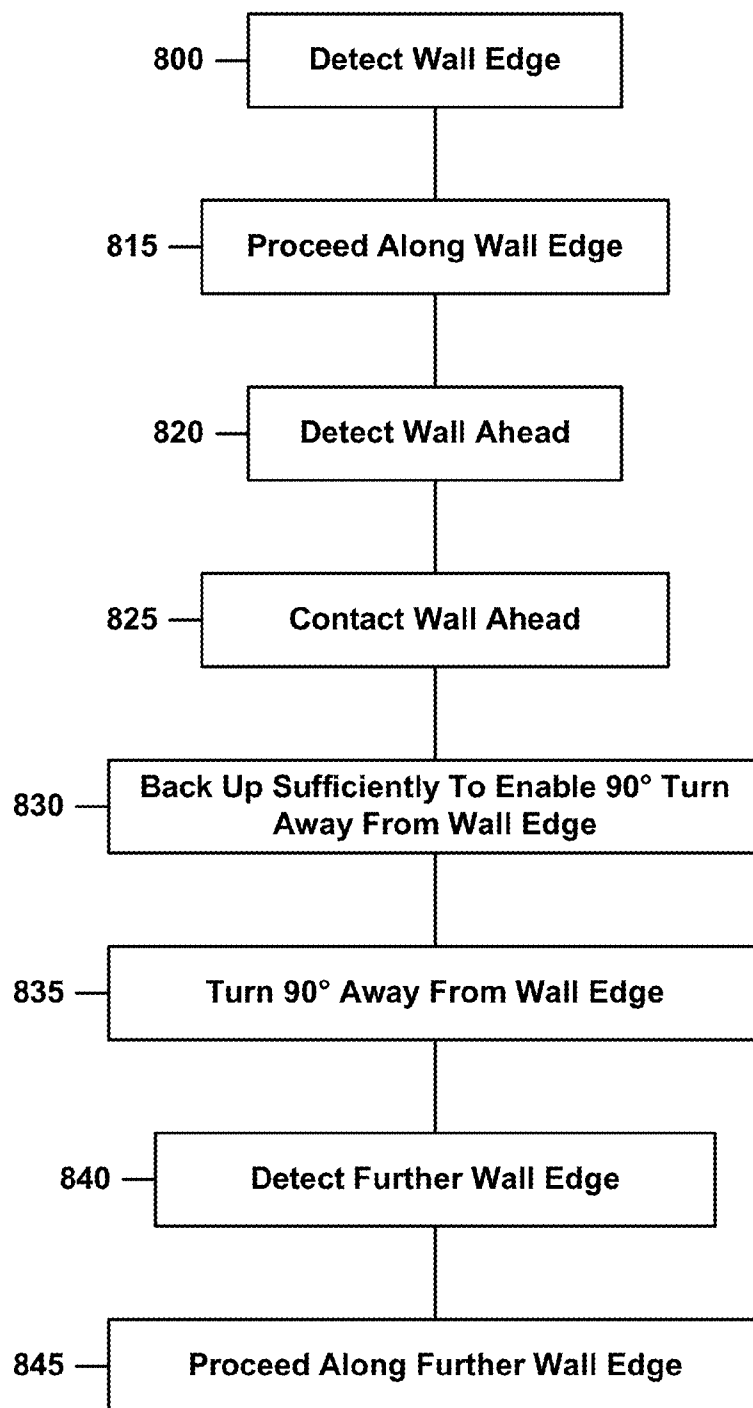 800
Detect Wall Edge
815
Proceed Along Wall Edge
820
Detect Wall Ahead
825
Contact Wall Ahead
830
Back Up Sufficiently To Enable 90° Turn
Away From Wall Edge
835
Turn 90° Away From Wall Edge
840
Detect Further Wall Edge
845
Proceed Along Further Wall Edge